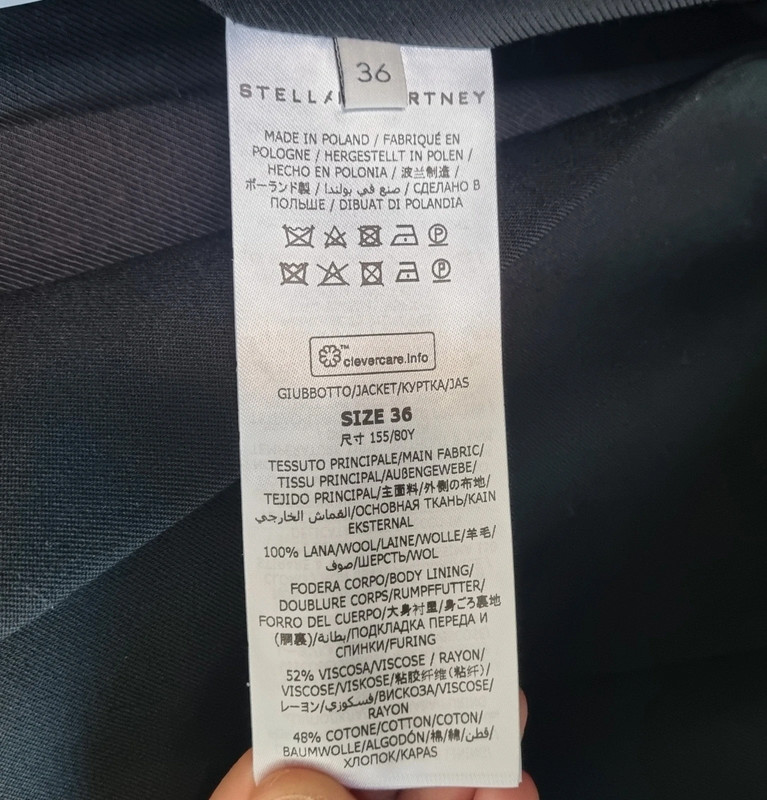 36
STELLA RTNEY
MADE IN POLAND / FABRIQUÉ EN
POLOGNE / HERGESTELLT IN POLEN /
HECHO EN POLONIA / 波兰制造 /
ポーランド製 / صنع في بولندا / СДЕЛАНО В
ПОЛЬШЕ / DIBUAT DI POLANDIA
P
P
™
clevercare.info
GIUBBOTTO/JACKET/КУРТКА/JAS
SIZE 36
尺寸 155/80Y
TESSUTO PRINCIPALE/MAIN FABRIC/
TISSU PRINCIPAL/AUßENGEWEBE/
TEJIDO PRINCIPAL/主面料/外側の布地/
القماش الخارجي/ОСНОВНАЯ ТКАНЬ/KAIN
EKSTERNAL
100% LANA/WOOL/LAINE/WOLLE/羊毛/
صوف/ШЕРСТЬ/WOL
FODERA CORPO/BODY LINING/
DOUBLURE CORPS/RUMPFFUTTER/
FORRO DEL CUERPO/大身衬里/身ごろ裏地
(胴裏)/بطانة/ПОДКЛАДКА ПЕРЕДА И
СПИНКИ/FURING
52% VISCOSA/VISCOSE / RAYON/
VISCOSE/VISKOSE/粘胶纤维(粘纤)/
レーヨン/فسكوزي/ВИСКОЗА/VISCOSE/
RAYON
48% COTONE/COTTON/COTON/
BAUMWOLLE/ALGODÓN/棉/綿/قطن/
ХЛОПОК/KAPAS